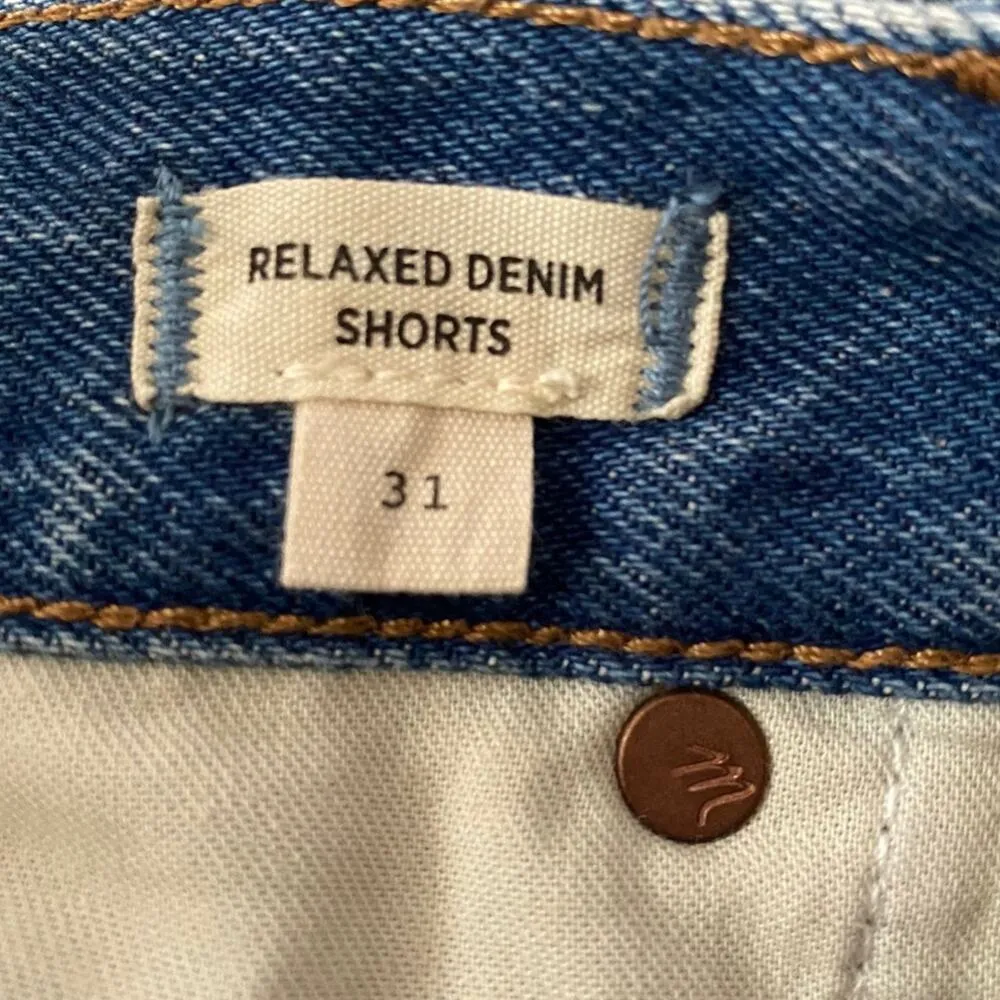 RELAXED DENIM
SHORTS
31
m